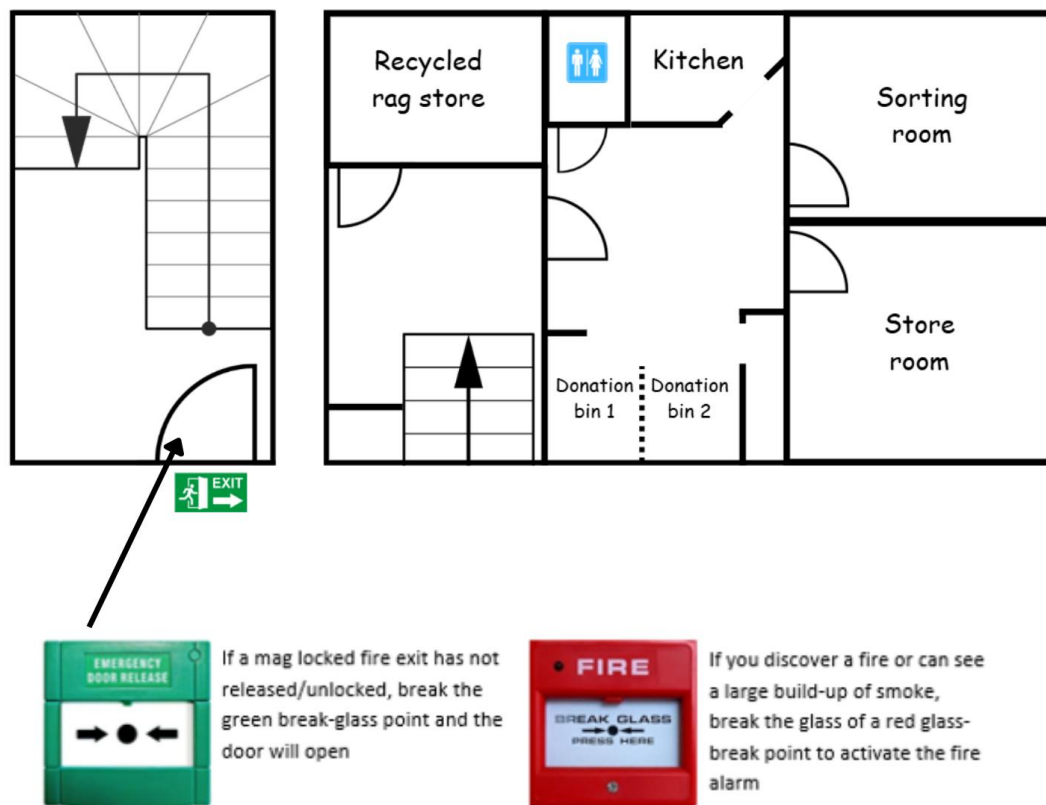 Recycled
rag store
Kitchen
Sorting
room
Store
room
Donation
bin 1
Donation
bin 2
EXIT
EMERGENCY
DOOR RELEASE
If a mag locked fire exit has not
released/unlocked, break the
green break-glass point and the
door will open
FIRE
BREAK GLASS
PRESS HERE
If you discover a fire or can see
a large build-up of smoke,
break the glass of a red glass-
break point to activate the fire
alarm